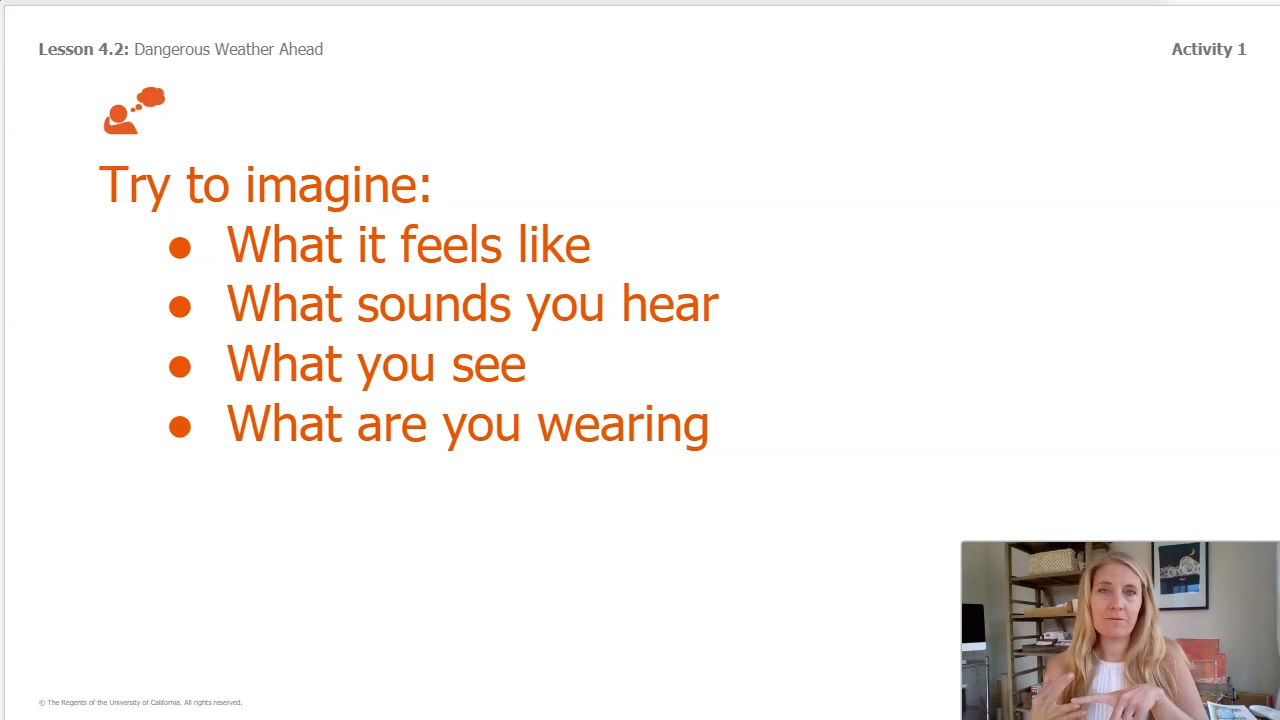 Lesson 4.2: Dangerous Weather Ahead
Activity 1
Try to imagine:
● What it feels like
● What sounds you hear
● What you see
● What are you wearing
© The Regents of the University of California. All rights reserved.